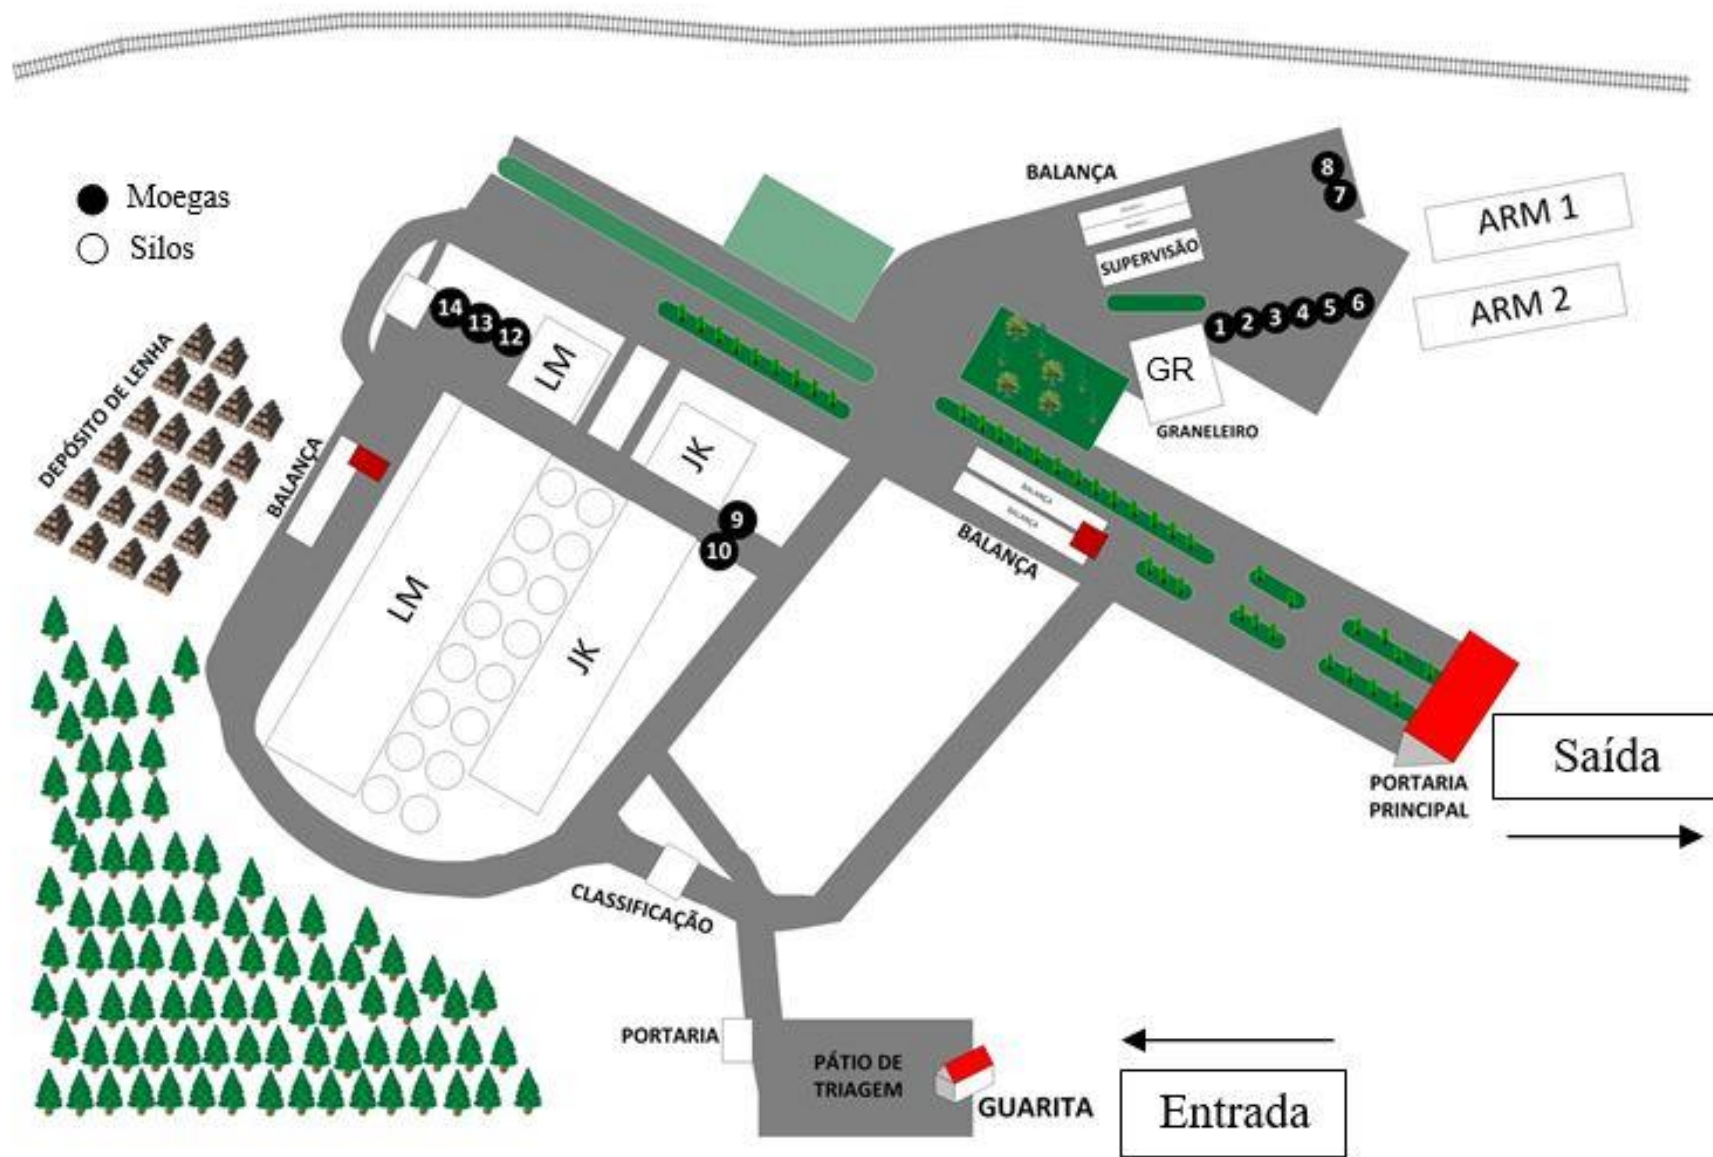 Moegas
Silos
BALANÇA
8
7
ARM 1
SUPERVISÃO
ARM 2
1
2
3
4
5
6
GR
GRANELEIRO
14
13
12
LM
JK
DEPÓSITO DE LENHA
BALANÇA
9
10
BALANÇA
BALANÇA
BALANÇA
LM
JK
Saída
PORTARIA
PRINCIPAL
CLASSIFICAÇÃO
PORTARIA
PÁTIO DE
TRIAGEM
GUARITA
Entrada